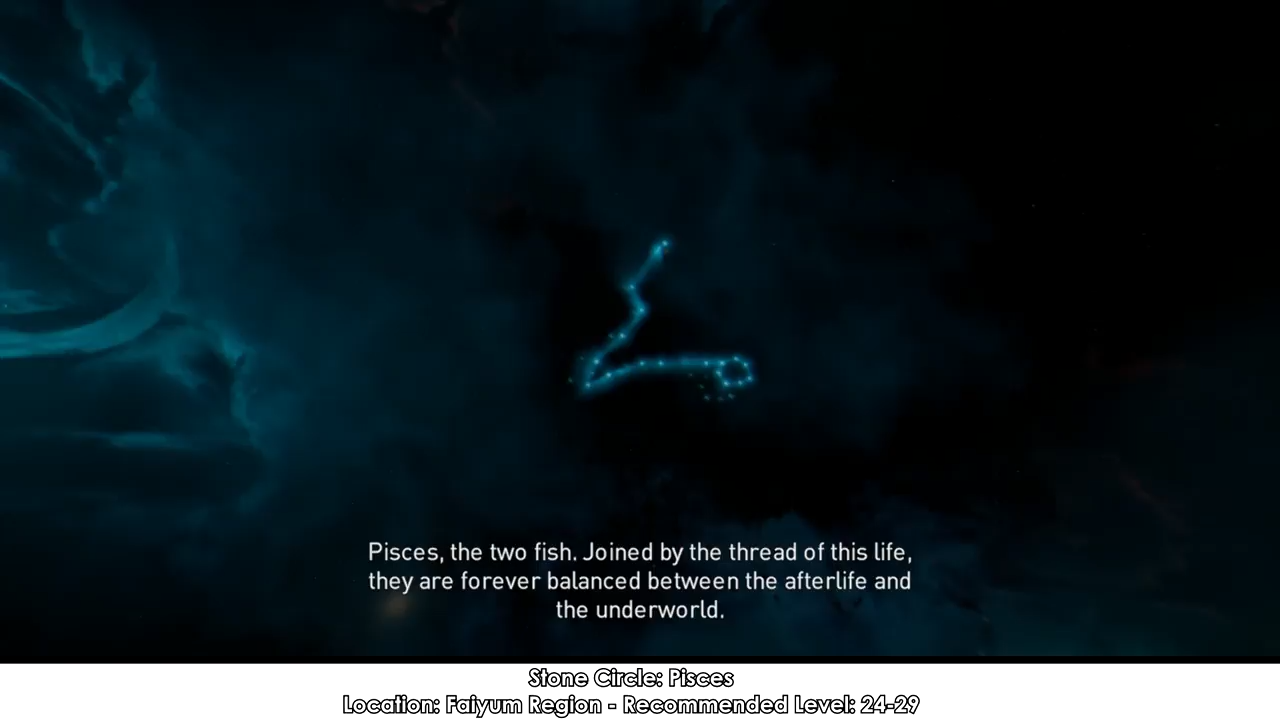 Pisces, the two fish. Joined by the thread of this life,
they are forever balanced between the afterlife and
the underworld.
Stone Circle: Pisces
Location: Faiyum Region - Recommended Level: 24-29